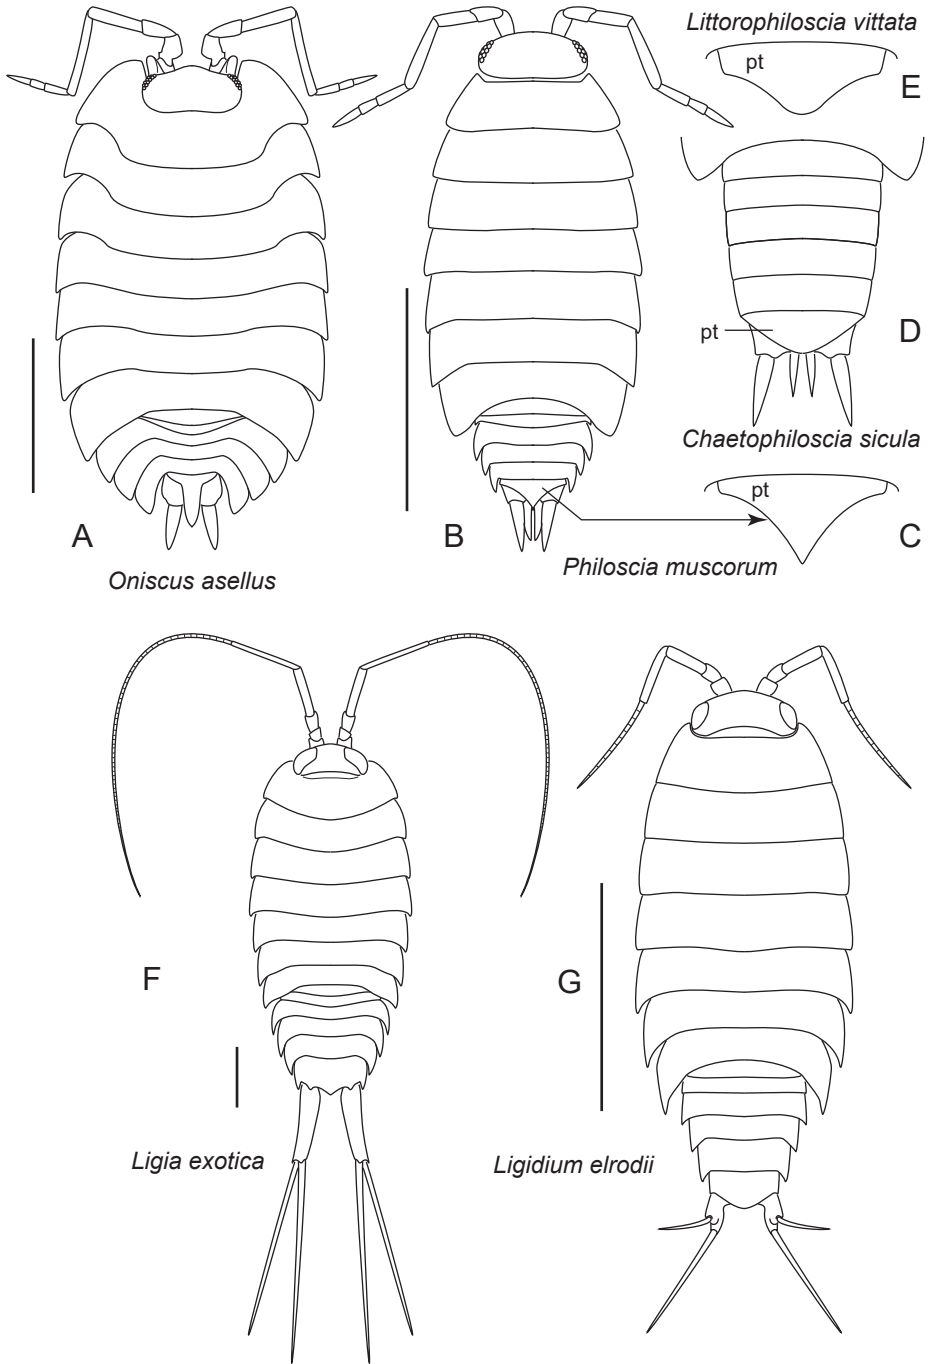 Littorophiloscia vittata
pt
E
pt
D
Chaetophiloscia sicula
pt
A
B
C
Oniscus asellus
Philoscia muscorum
F
G
Ligia exotica
Ligidium elrodii